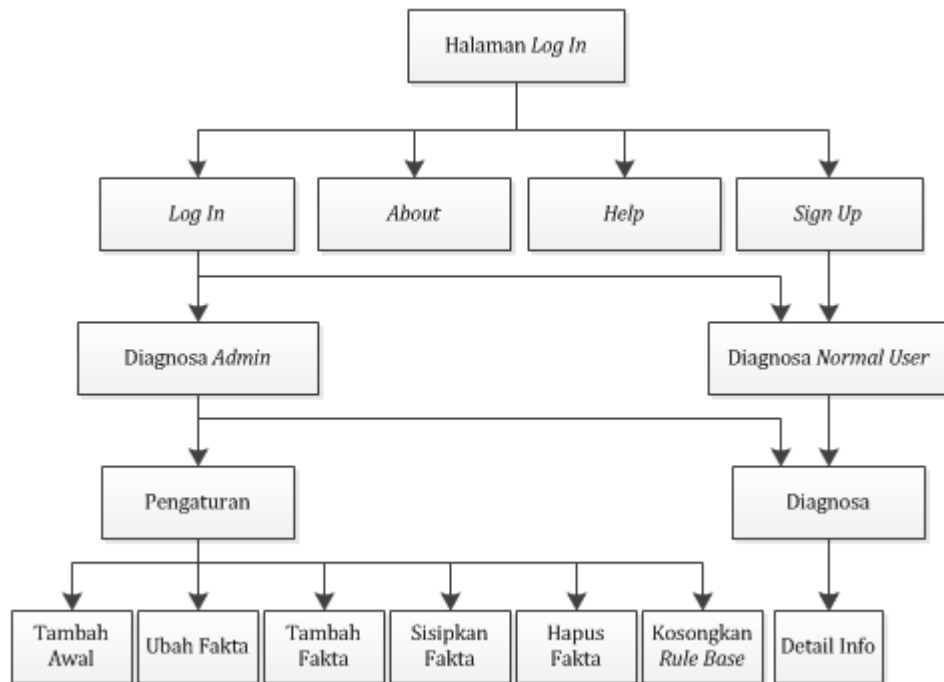 Halaman Log In
Log In
About
Help
Sign Up
Diagnosa Admin
Diagnosa Normal User
Pengaturan
Diagnosa
Tambah
Awal
Ubah Fakta
Tambah
Fakta
Sisipkan
Fakta
Hapus
Fakta
Kosongkan
Rule Base
Detail Info